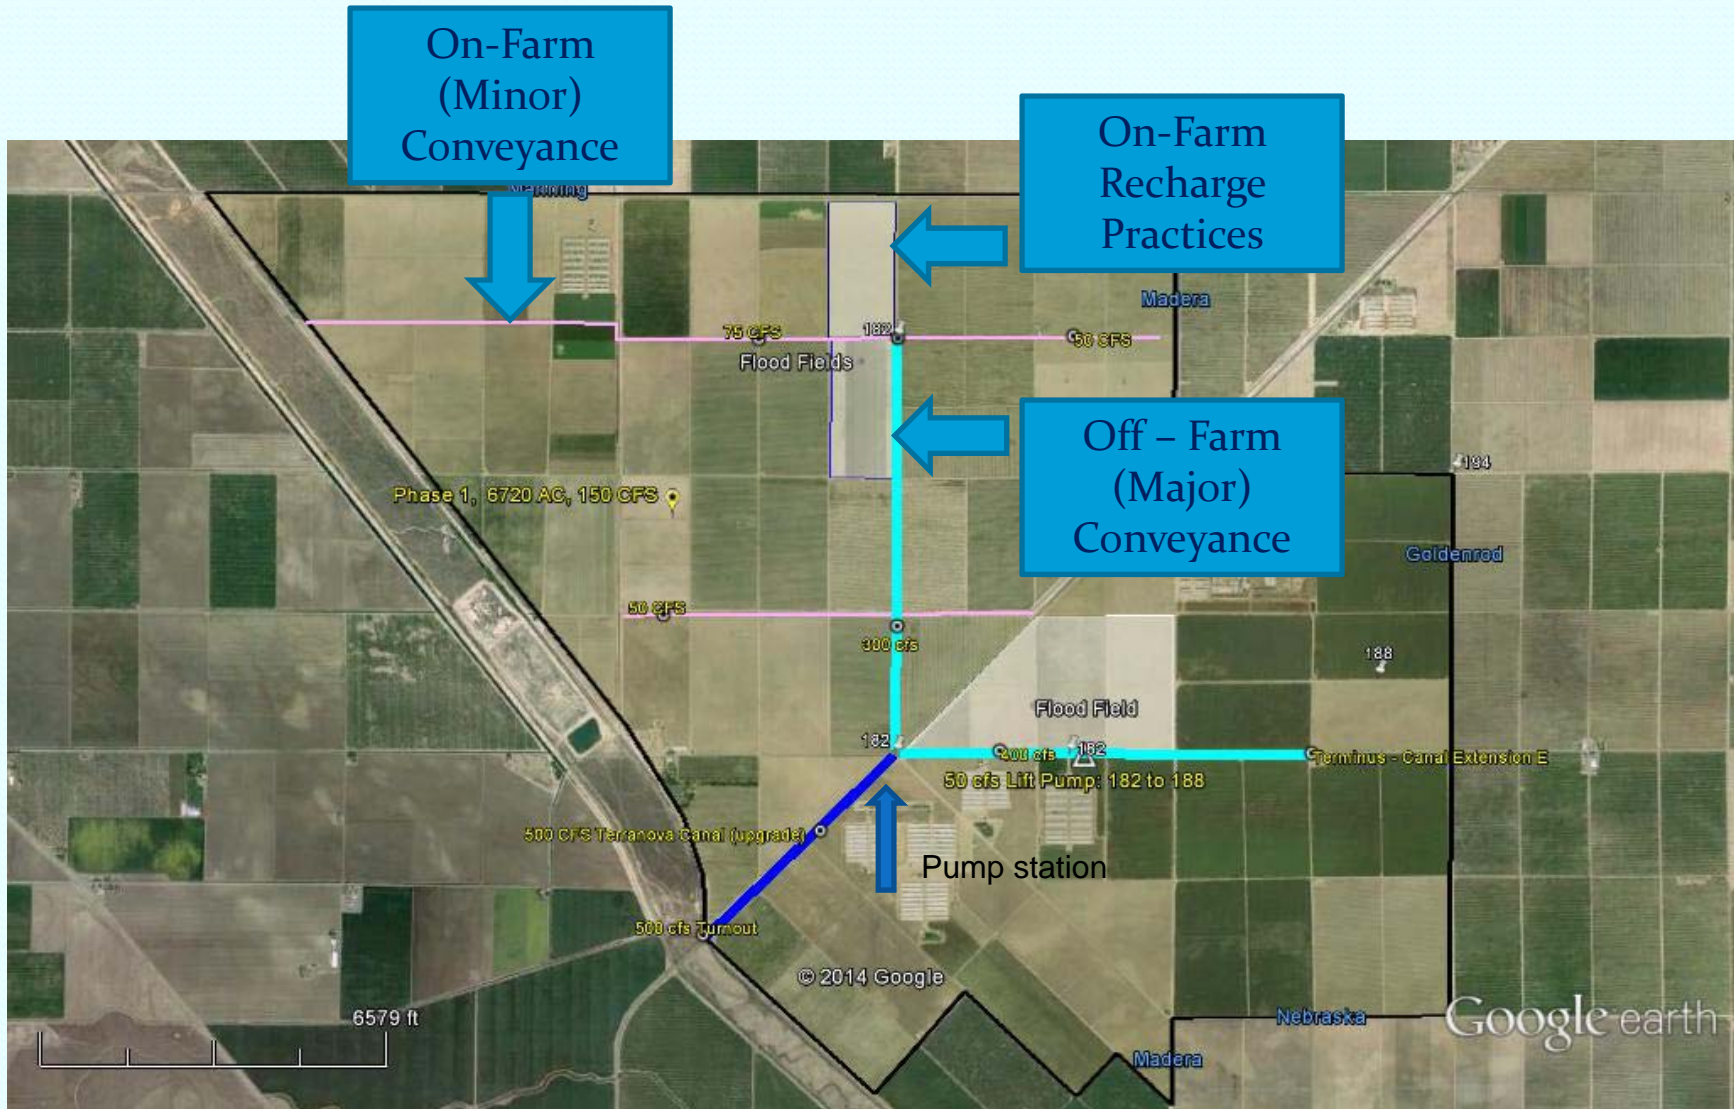 On-Farm
(Minor)
Conveyance
On-Farm
Recharge
Practices
Manning
Madera
75 CFS
182
50 CFS
Flood Fields
Off – Farm
(Major)
Conveyance
194
Phase 1, 6720 AC, 150 CFS
Goldenrod
50 CFS
300 cfs
188
Flood Field
182
400 cfs
182
Terminus - Canal Extension E
50 cfs Lift Pump: 182 to 188
500 CFS Terranova Canal (upgrade)
Pump station
500 cfs Turnout
© 2014 Google
6579 ft
Nebraska
Google earth
Madera